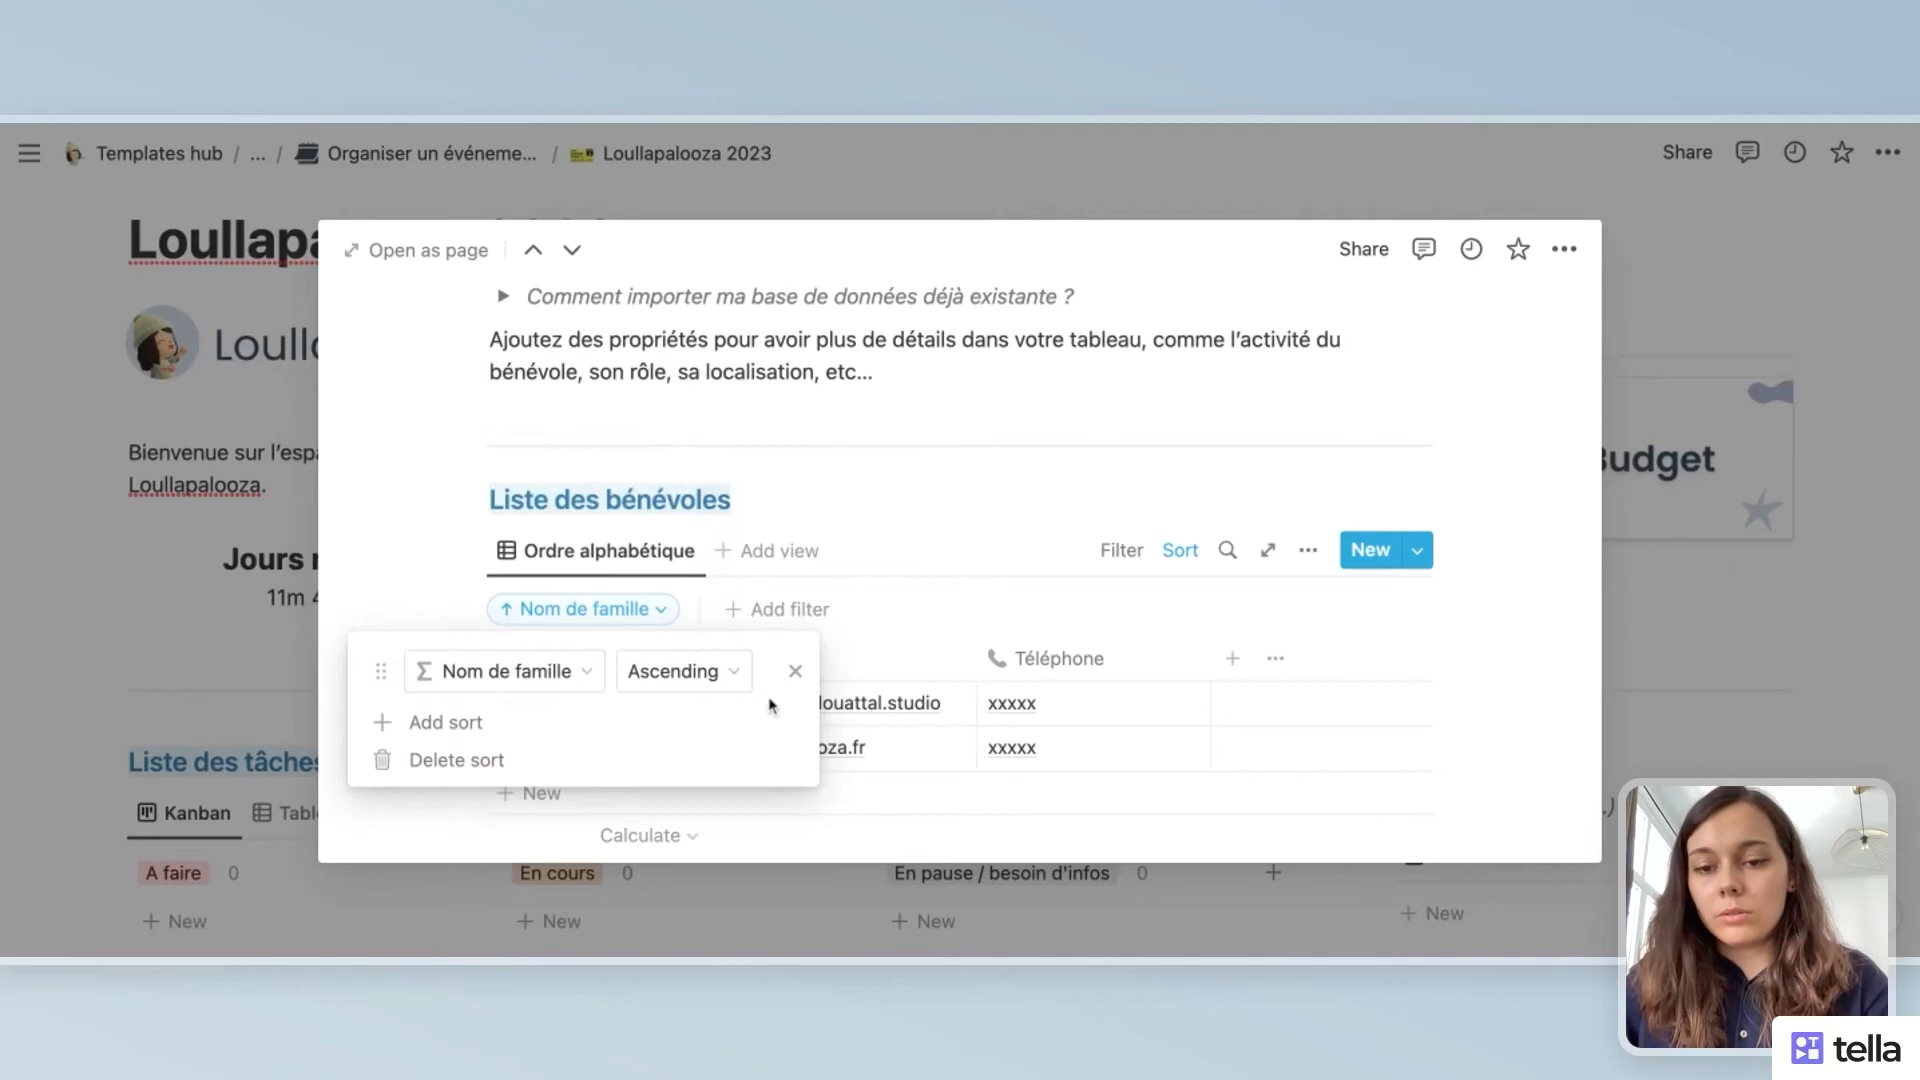 Templates hub / ... / Organiser un événeme... / Loullapalooza 2023
Share
Open as page
Share
Comment importer ma base de données déjà existante ?
Ajoutez des propriétés pour avoir plus de détails dans votre tableau, comme l'activité du
bénévole, son rôle, sa localisation, etc...
Liste des bénévoles
Ordre alphabétique
Add view
Filter
Sort
New
Nom de famille
Add filter
Nom de famille
Ascending
Add sort
Delete sort
Téléphone
louattal.studio
xxxxx
oza.fr
xxxxx
New
Calculate
Loullapa
Loullo
Bienvenue sur l'espa
Loullapalooza.
Jours r
11m 4
Budget
Liste des tâches
Kanban
Tabl
A faire 0
En cours 0
En pause / besoin d'infos 0
New
New
New
New
tella